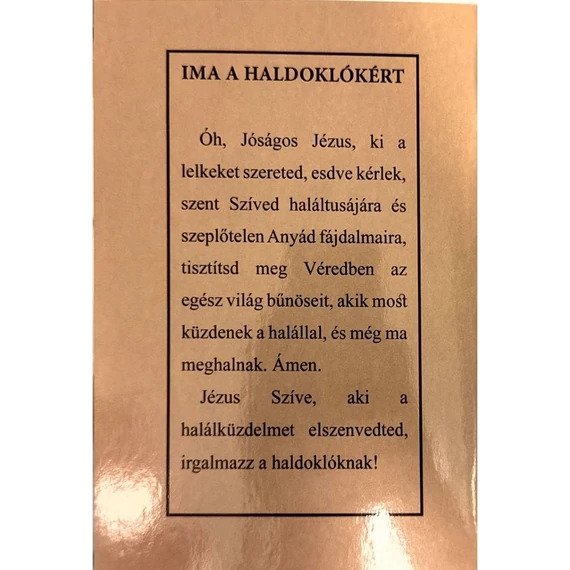 IMA A HALDOKLÓKÉRT
Óh, Jóságos Jézus, ki a
lelkeket szereted, esdve kérlek,
szent Szíved haláltusájára és
szeplőtelen Anyád fájdalmaira,
tisztítsd meg Véredben az
egész világ bűnöseit, akik most
küzdenek a halállal, és még ma
meghalnak. Ámen.
Jézus Szíve, aki a
halálküzdelmet elszenvedted,
irgalmazz a haldoklóknak!